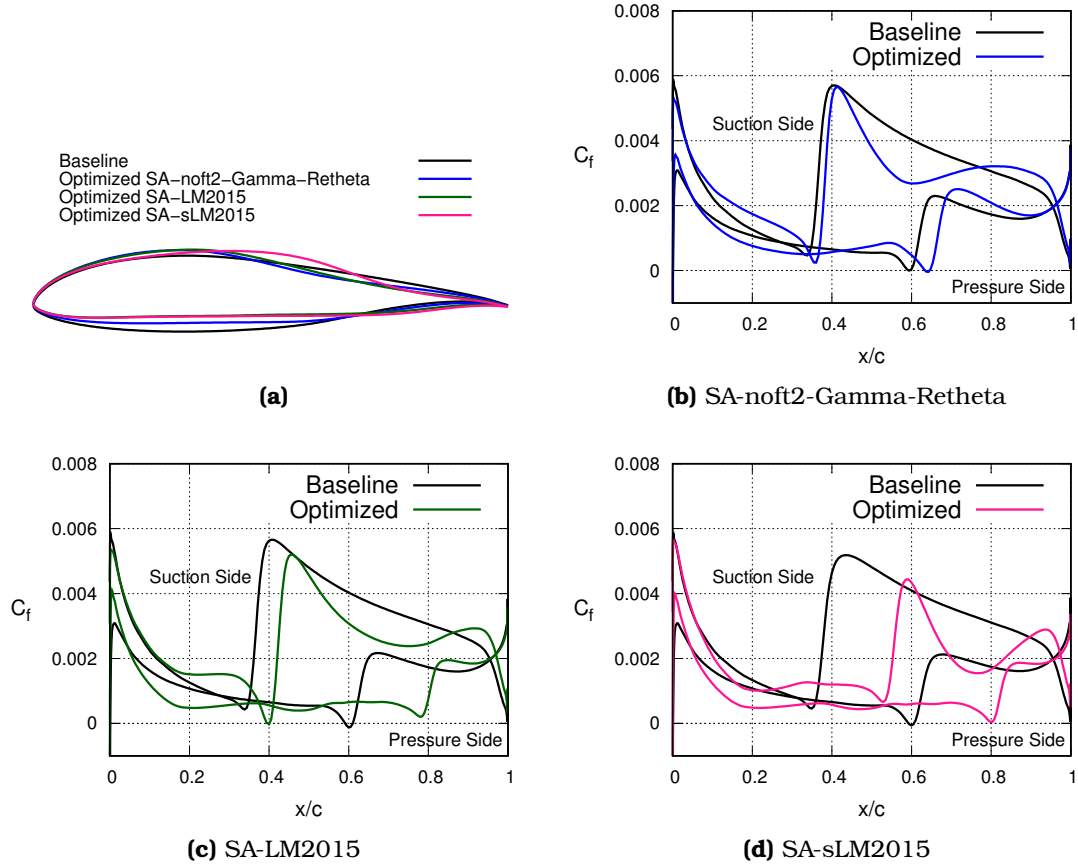 Baseline
Optimized SA-noft2-Gamma-Retheta
Optimized SA-LM2015
Optimized SA-sLM2015
(a)
0.008
0.006
0.004
0.002
0
C_f
Baseline
Optimized
Suction Side
Pressure Side
0 0.2 0.4 0.6 0.8 1
x/c
(b) SA-noft2-Gamma-Retheta
0.008
0.006
0.004
0.002
0
C_f
Baseline
Optimized
Suction Side
Pressure Side
0 0.2 0.4 0.6 0.8 1
x/c
(c) SA-LM2015
0.008
0.006
0.004
0.002
0
C_f
Baseline
Optimized
Suction Side
Pressure Side
0 0.2 0.4 0.6 0.8 1
x/c
(d) SA-sLM2015